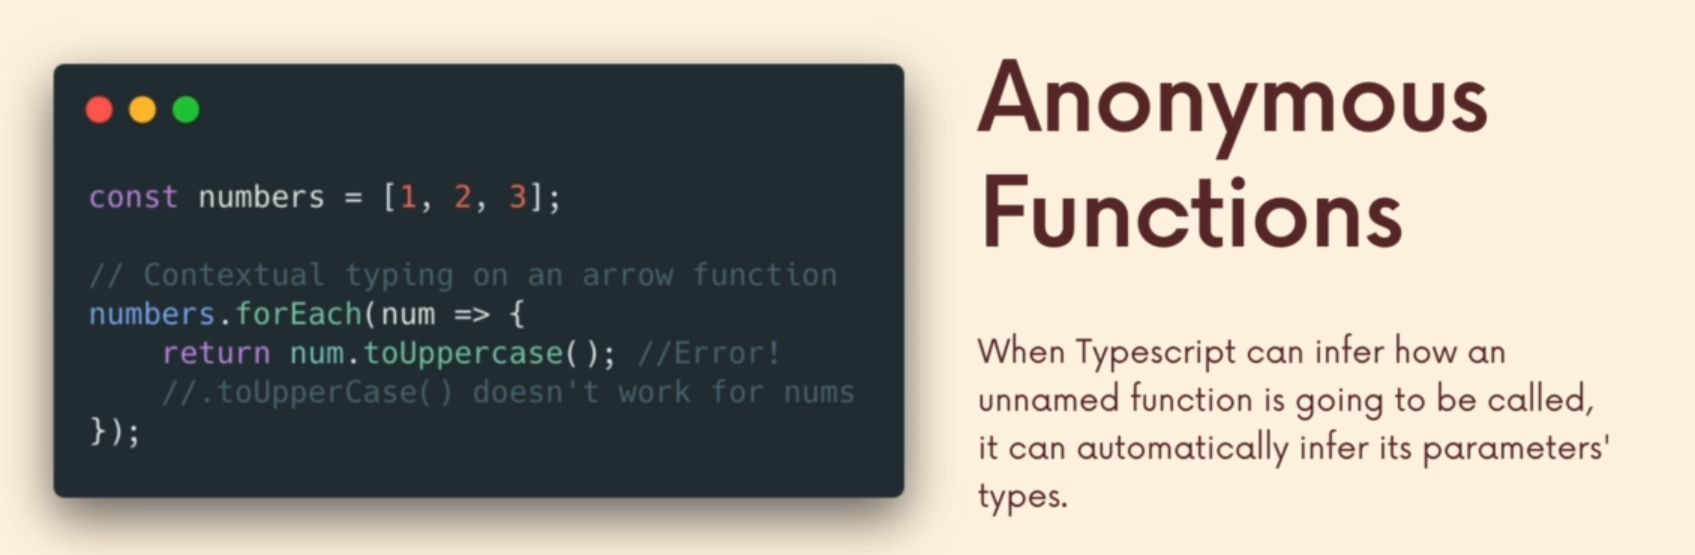 const numbers = [1, 2, 3];
// Contextual typing on an arrow function
numbers.forEach(num => {
    return num.toUppercase(); //Error!
    //.toUpperCase() doesn't work for nums
});
Anonymous
Functions
When Typescript can infer how an
unnamed function is going to be called,
it can automatically infer its parameters'
types.